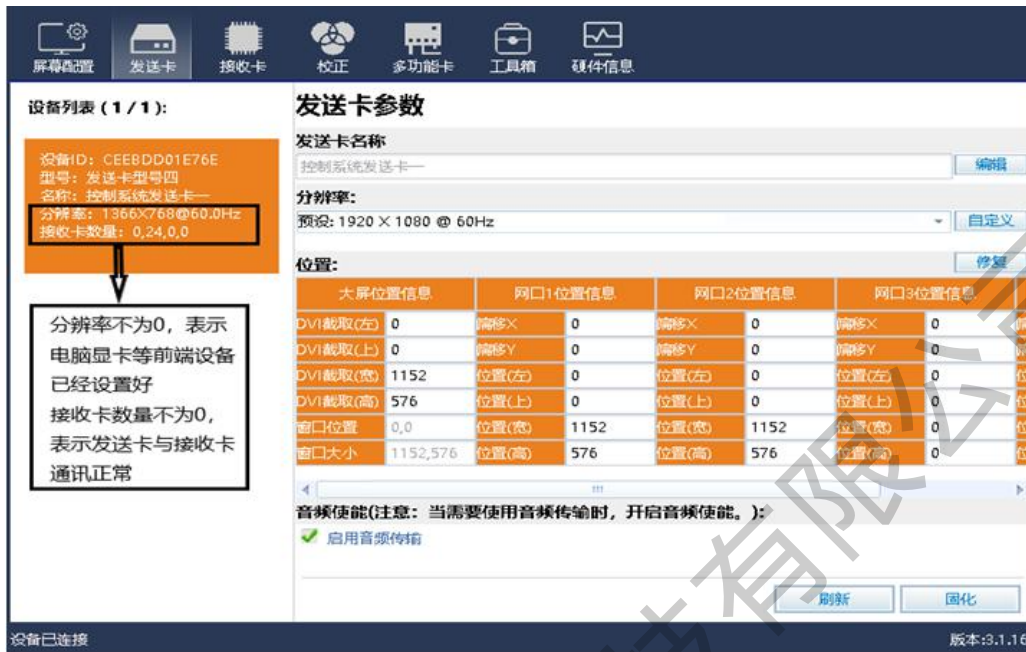 屏幕配置 发送卡 接收卡 校正 多功能卡 工具箱 硬件信息
设备列表 (1/1):
设备ID: CEEBDD01E76E
型号: 发送卡型号四
名称: 控制系统发送卡一
分辨率: 1366×768@60.0Hz
接收卡数量: 0,24,0,0
分辨率不为0，表示
电脑显卡等前端设备
已经设置好
接收卡数量不为0,
表示发送卡与接收卡
通讯正常
发送卡参数
发送卡名称
控制系统发送卡一 编辑
分辨率:
预设: 1920 × 1080 @ 60Hz 自定义
位置: 修复
大屏位置信息 网口1位置信息 网口2位置信息 网口3位置信息
DVI截取(左) 0 偏移X 0 偏移X 0 偏移X 0
DVI截取(上) 0 偏移Y 0 偏移Y 0 偏移Y 0
DVI截取(宽) 1152 位置(左) 0 位置(左) 0 位置(左) 0
DVI截取(高) 576 位置(上) 0 位置(上) 0 位置(上) 0
窗口位置 0,0 位置(宽) 1152 位置(宽) 1152 位置(宽) 0
窗口大小 1152,576 位置(高) 576 位置(高) 576 位置(高) 0
音频使能(注意: 当需要使用音频传输时, 开启音频使能。):
启用音频传输
刷新 固化
设备已连接 版本:3.1.16
技有限公